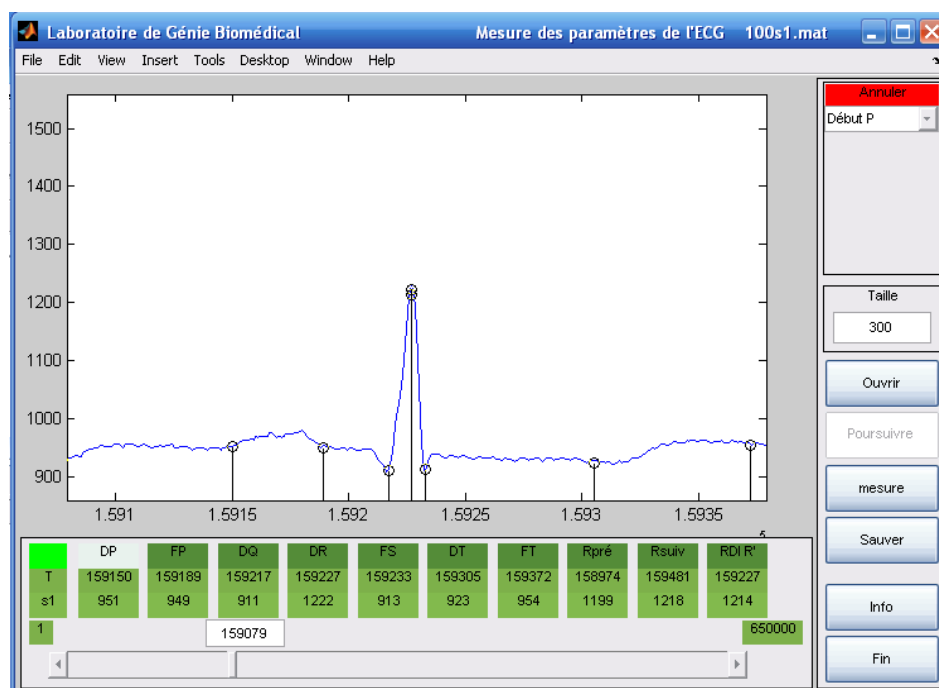 Laboratoire de Génie Biomédical Mesure des paramètres de l'ECG 100s1.mat
File Edit View Insert Tools Desktop Window Help
Annuler
Début P
1500
1400
1300
1200
1100
1000
900
1.591 1.5915 1.592 1.5925 1.593 1.5935
Taille
300
Ouvrir
Poursuivre
mesure
Sauver
Info
Fin
DP FP DQ DR FS DT FT Rpré Rsuiv RDI R'
T 159150 159189 159217 159227 159233 159305 159372 158974 159481 159227
s1 951 949 911 1222 913 923 954 1199 1218 1214
1 159079 650000